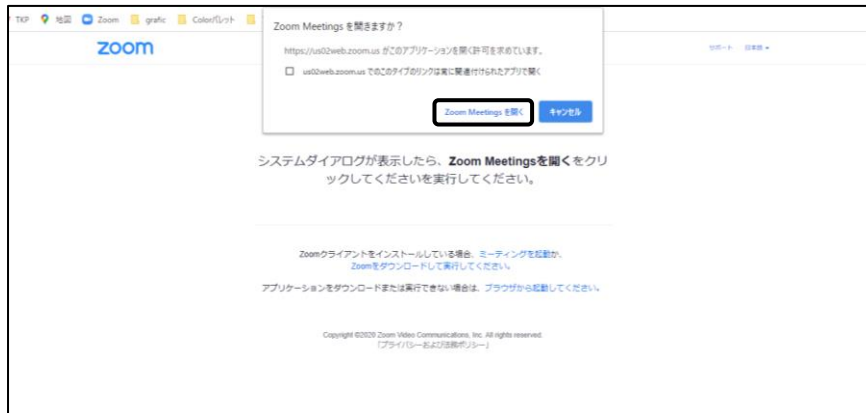 TKP 地図 Zoom grafic Colorパレット
zoom
サポート 日本語
Zoom Meetings を開きますか？
https://us02web.zoom.us がこのアプリケーションを開く許可を求めています。
us02web.zoom.us でのこのタイプのリンクは常に関連付けられたアプリで開く
Zoom Meetings を開く キャンセル
システムダイアログが表示したら、Zoom Meetingsを開くをクリ
ックしてくださいを実行してください。
Zoomクライアントをインストールしている場合、ミーティングを起動か、
Zoomをダウンロードして実行してください。
アプリケーションをダウンロードまたは実行できない場合は、ブラウザから起動してください。
Copyright ©2020 Zoom Video Communications, Inc. All rights reserved.
「プライバシーおよび法務ポリシー」